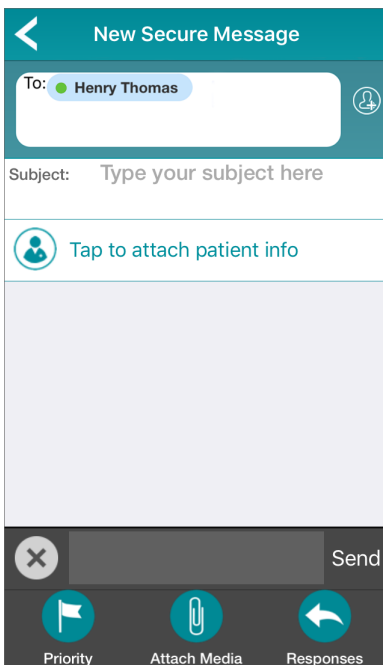 New Secure Message
To: Henry Thomas
Subject: Type your subject here
Tap to attach patient info
Send
Priority Attach Media Responses